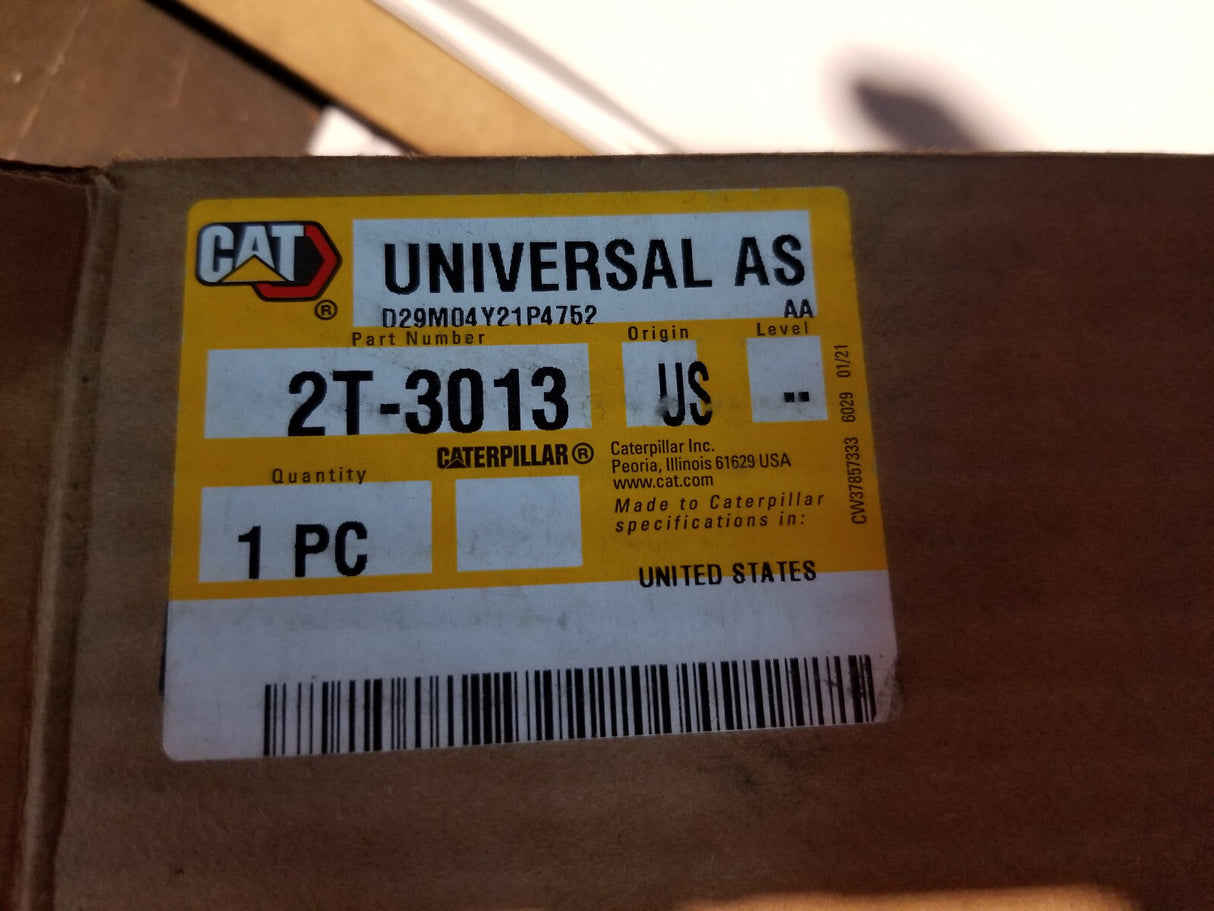 CAT
®
UNIVERSAL AS
D29M04Y21P4752 AA
Part Number Origin Level
2T-3013 US --
CATERPILLAR®
Quantity
1 PC
Caterpillar Inc.
Peoria, Illinois 61629 USA
www.cat.com
Made to Caterpillar
specifications in:
UNITED STATES
CW37857333 6029 01/21